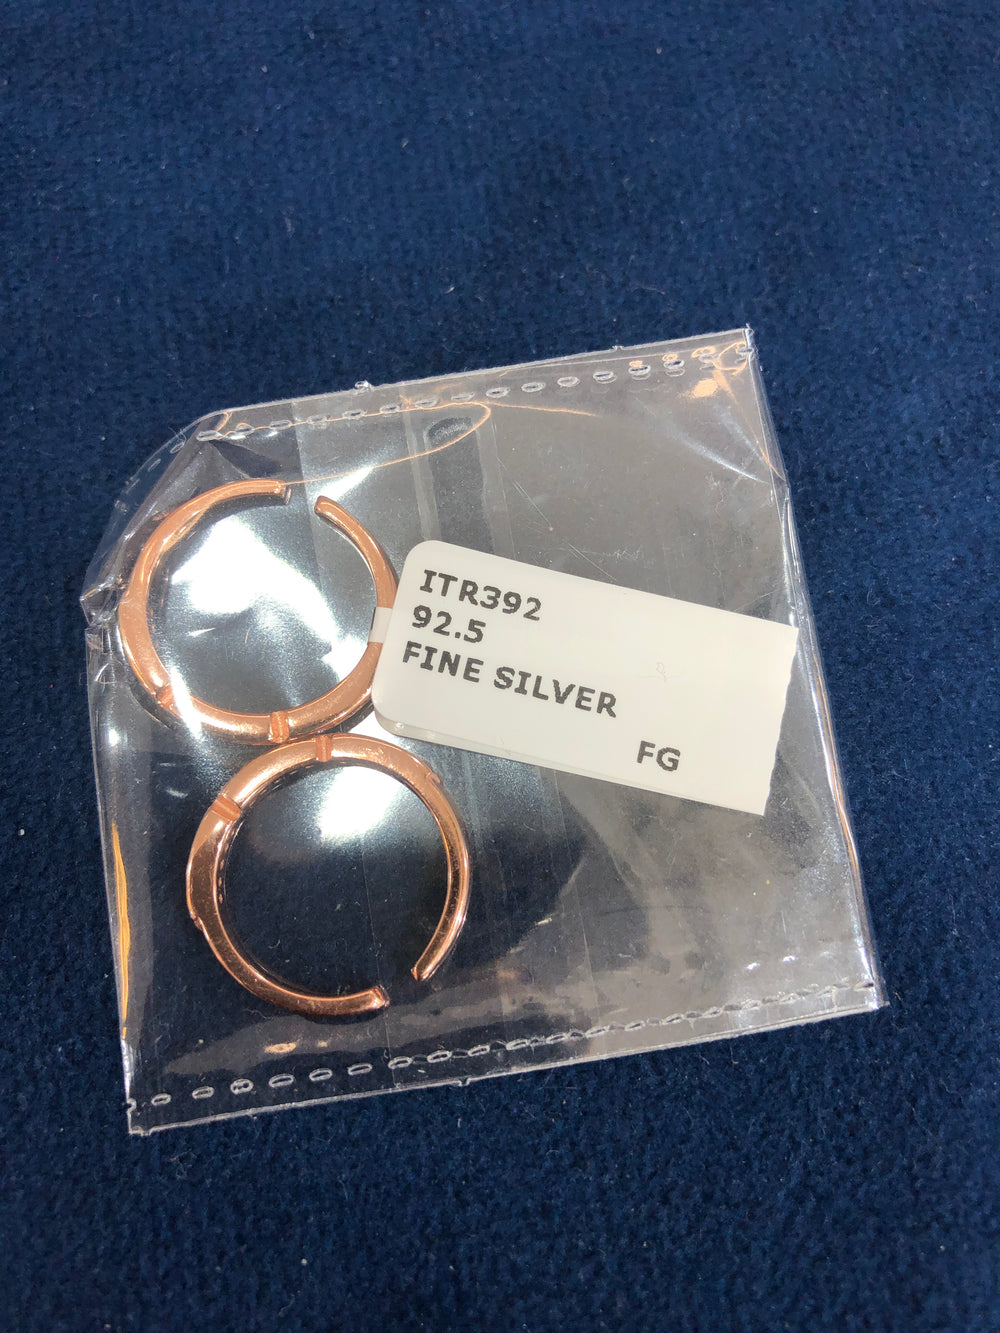 ITR392
92.5
FINE SILVER
FG